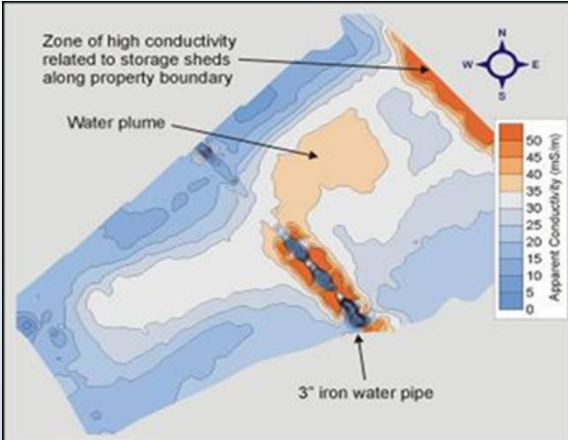 Zone of high conductivity
related to storage sheds
along property boundary
Water plume
3" iron water pipe
N
W E
S
50
45
40
35
30
25
20
15
10
5
0
Apparent Conductivity (mS/m)